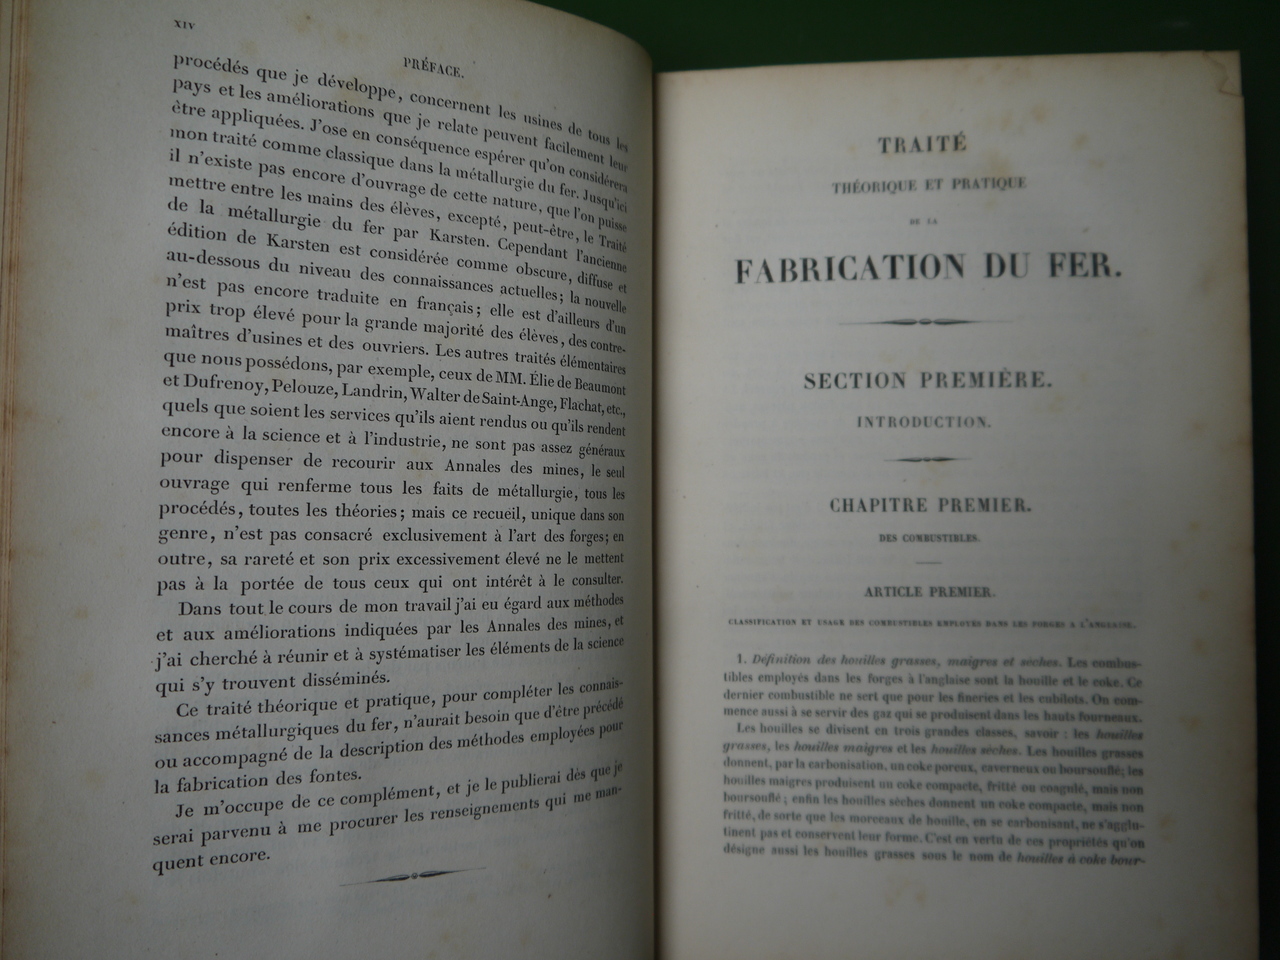 XIV
PRÉFACE.
procédés que je développe, concernent les usines de tous les
pays et les améliorations que je relate peuvent facilement leur
être appliquées. J'ose en conséquence espérer qu'on considérera
mon traité comme classique dans la métallurgie du fer. Jusqu'ici
il n'existe pas encore d'ouvrage de cette nature, que l'on puisse
mettre entre les mains des élèves, excepté, peut-être, le Traité
de la métallurgie du fer par Karsten. Cependant l'ancienne
édition de Karsten est considérée comme obscure, diffuse et
au-dessous du niveau des connaissances actuelles; la nouvelle
n'est pas encore traduite en français; elle est d'ailleurs d'un
prix trop élevé pour la grande majorité des élèves, des contre-
maîtres d'usines et des ouvriers. Les autres traités élémentaires
que nous possédons, par exemple, ceux de MM. Élie de Beaumont
et Dufrenoy, Pelouze, Landrin, Walter de Saint-Ange, Flachat, etc.,
quels que soient les services qu'ils aient rendus ou qu'ils rendent
encore à la science et à l'industrie, ne sont pas assez généraux
pour dispenser de recourir aux Annales des mines, le seul
ouvrage qui renferme tous les faits de métallurgie, tous les
procédés, toutes les théories; mais ce recueil, unique dans son
genre, n'est pas consacré exclusivement à l'art des forges; en
outre, sa rareté et son prix excessivement élevé ne le mettent
pas à la portée de tous ceux qui ont intérêt à le consulter.
Dans tout le cours de mon travail j'ai eu égard aux méthodes
et aux améliorations indiquées par les Annales des mines, et
j'ai cherché à réunir et à systématiser les éléments de la science
qui s'y trouvent disséminés.
Ce traité théorique et pratique, pour compléter les connais-
sances métallurgiques du fer, n'aurait besoin que d'être précédé
ou accompagné de la description des méthodes employées pour
la fabrication des fontes.
Je m'occupe de ce complément, et je le publierai dès que je
serai parvenu à me procurer les renseignements qui me man-
quent encore.
TRAITÉ
THÉORIQUE ET PRATIQUE
DE LA
FABRICATION DU FER.
SECTION PREMIÈRE.
INTRODUCTION.
CHAPITRE PREMIER.
DES COMBUSTIBLES.
ARTICLE PREMIER.
CLASSIFICATION ET USAGE DES COMBUSTIBLES EMPLOYÉS DANS LES FORGES A L'ANGLAISE.
1. Définition des houilles grasses, maigres et sèches. Les combus-
tibles employés dans les forges à l'anglaise sont la houille et le coke. Ce
dernier combustible ne sert que pour les fineries et les cubilots. On com-
mence aussi à se servir des gaz qui se produisent dans les hauts fourneaux.
Les houilles se divisent en trois grandes classes, savoir : les houilles
grasses, les houilles maigres et les houilles sèches. Les houilles grasses
donnent, par la carbonisation, un coke poreux, caverneux ou boursouflé; les
houilles maigres produisent un coke compacte, fritté ou coagulé, mais non
boursouflé; enfin les houilles sèches donnent un coke compacte, mais non
fritté, de sorte que les morceaux de houille, en se carbonisant, ne s'agglu-
tinent pas et conservent leur forme. C'est en vertu de ces propriétés qu'on
désigne aussi les houilles grasses sous le nom de houilles à coke bour-